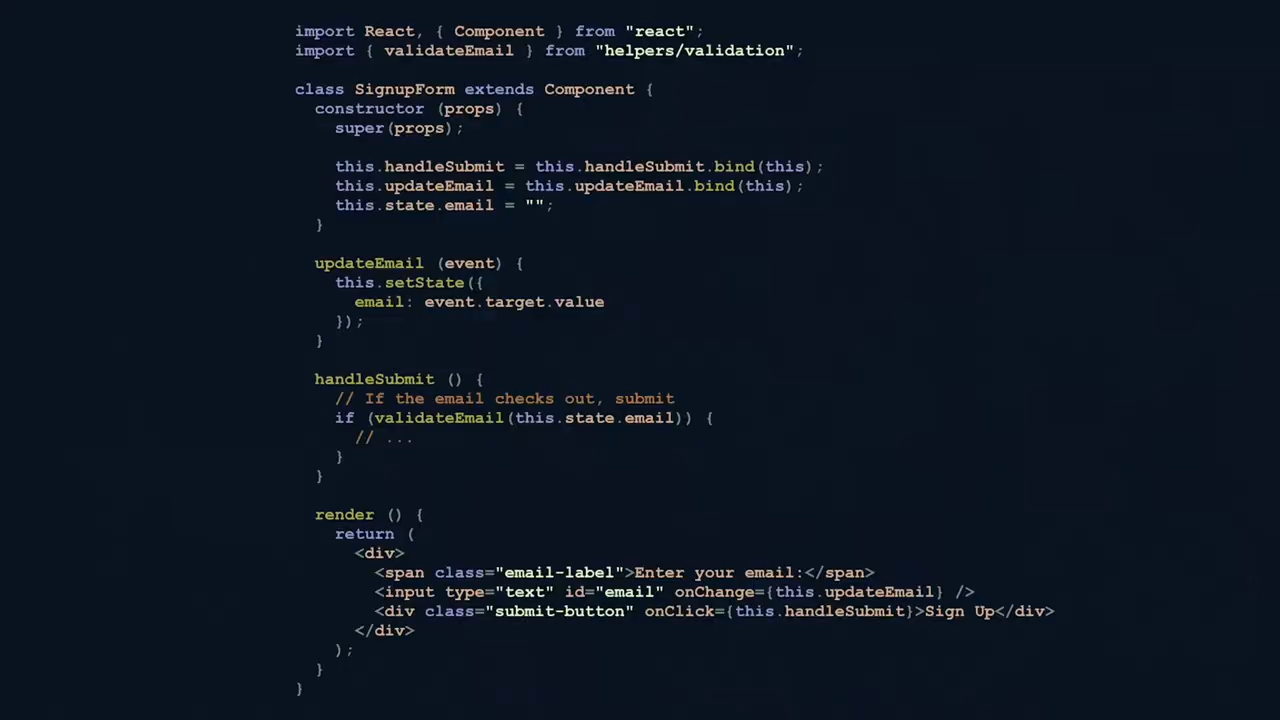 import React, { Component } from "react";
import { validateEmail } from "helpers/validation";

class SignupForm extends Component {
  constructor (props) {
    super(props);

    this.handleSubmit = this.handleSubmit.bind(this);
    this.updateEmail = this.updateEmail.bind(this);
    this.state.email = "";
  }

  updateEmail (event) {
    this.setState({
      email: event.target.value
    });
  }

  handleSubmit () {
    // If the email checks out, submit
    if (validateEmail(this.state.email)) {
      // ...
    }
  }

  render () {
    return (
      <div>
        <span class="email-label">Enter your email:</span>
        <input type="text" id="email" onChange={this.updateEmail} />
        <div class="submit-button" onClick={this.handleSubmit}>Sign Up</div>
      </div>
    );
  }
}